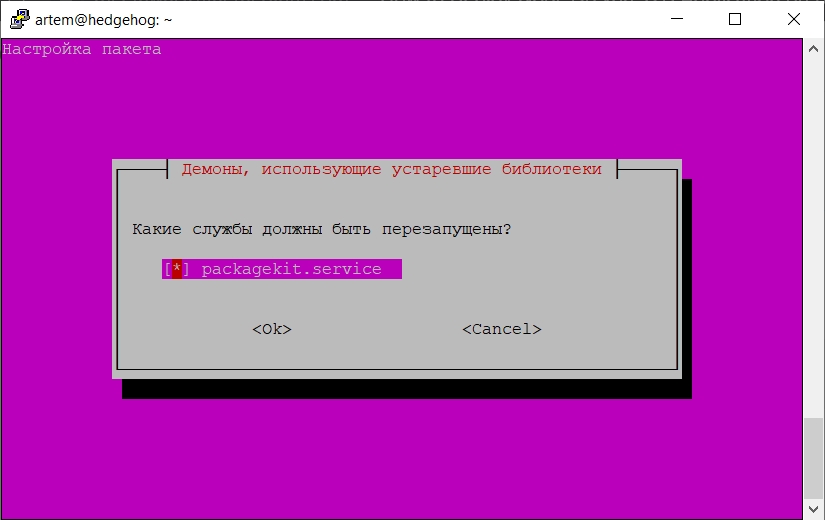 artem@hedgehog: ~
Настройка пакета
Демоны, использующие устаревшие библиотеки
Какие службы должны быть перезапущены?
[*] packagekit.service
<Ok> <Cancel>